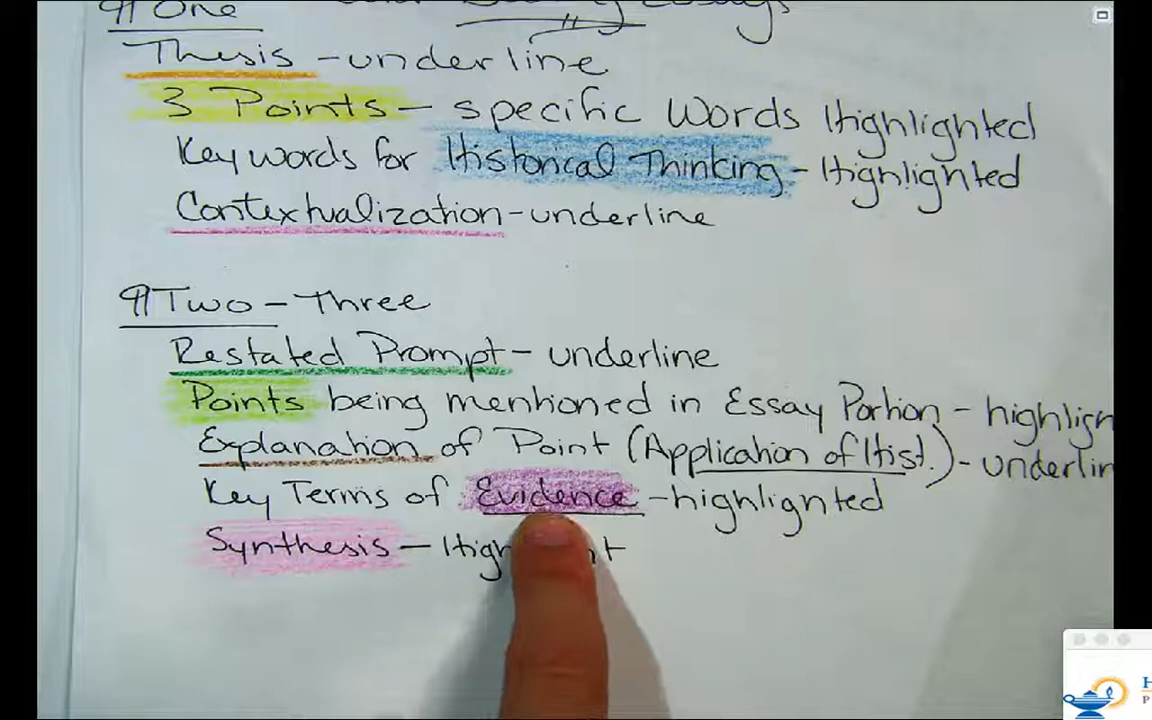 ¶ One
Essays
Thesis - underline
3 Points - specific Words Highlighted
Key words for Historical Thinking - Highlighted
Contextualization - underline
¶ Two - Three
Restated Prompt - underline
Points being mentioned in Essay Portion - highligh
Explanation of Point (Application of Hist.) - underlin
Key Terms of Evidence - highlighted
Synthesis -
H
P